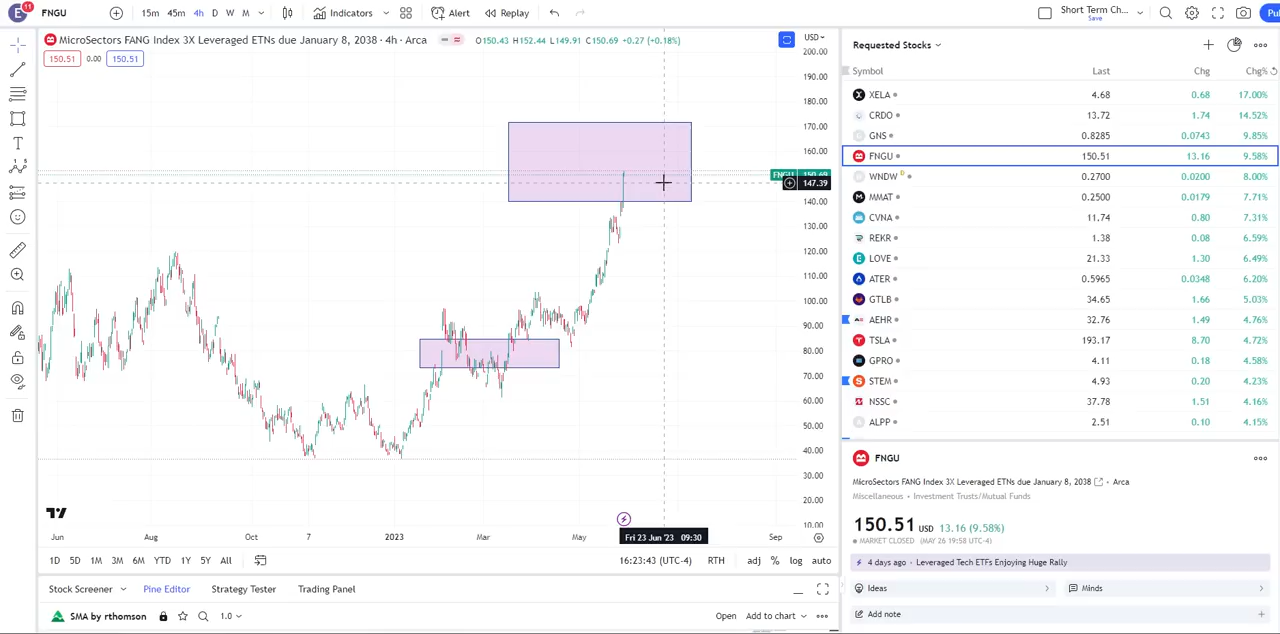 E 11 FNGU 15m 45m 4h D W M Indicators Alert Replay Short Term Ch... Save Pu
MicroSectors FANG Index 3X Leveraged ETNs due January 8, 2038 · 4h · Arca O150.43 H152.44 L149.91 C150.69 +0.27 (+0.18%) USD
150.51 0.00 150.51
200.00
190.00
180.00
170.00
160.00
FNGU 150.69
147.39
140.00
130.00
120.00
110.00
100.00
90.00
80.00
70.00
60.00
50.00
40.00
30.00
20.00
10.00
Jun Aug Oct 7 2023 Mar May Fri 23 Jun '23 09:30 Sep
1D 5D 1M 3M 6M YTD 1Y 5Y All 16:23:43 (UTC-4) RTH adj % log auto
Stock Screener Pine Editor Strategy Tester Trading Panel
SMA by rthomson 1.0 Open Add to chart
Requested Stocks
Symbol Last Chg Chg%
XELA 4.68 0.68 17.00%
CRDO 13.72 1.74 14.52%
GNS 0.8285 0.0743 9.85%
FNGU 150.51 13.16 9.58%
WNDW D 0.2700 0.0200 8.00%
MMAT 0.2500 0.0179 7.71%
CVNA 11.74 0.80 7.31%
REKR 1.38 0.08 6.59%
LOVE 21.33 1.30 6.49%
ATER 0.5965 0.0348 6.20%
GTLB 34.65 1.66 5.03%
AEHR 32.76 1.49 4.76%
TSLA 193.17 8.70 4.72%
GPRO 4.11 0.18 4.58%
STEM 4.93 0.20 4.23%
NSSC 37.78 1.51 4.16%
ALPP 2.51 0.10 4.15%
FNGU
MicroSectors FANG Index 3X Leveraged ETNs due January 8, 2038 • Arca
Miscellaneous • Investment Trusts/Mutual Funds
150.51 USD 13.16 (9.58%)
MARKET CLOSED (MAY 26 19:58 UTC-4)
4 days ago · Leveraged Tech ETFs Enjoying Huge Rally
Ideas Minds
Add note